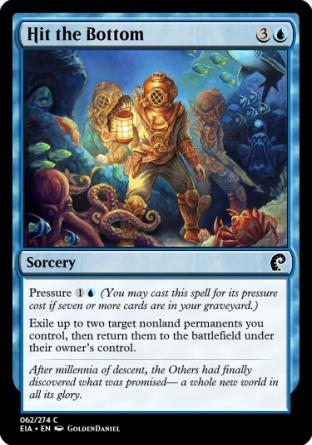 Hit the Bottom 3
Sorcery
Pressure 1 (You may cast this spell for its pressure
cost if seven or more cards are in your graveyard.)
Exile up to two target nonland permanents you
control, then return them to the battlefield under
their owner's control.
After millennia of descent, the Others had finally
discovered what was promised— a whole new world in
all its glory.
062/274 C
EIA • EN GoldenDaniel